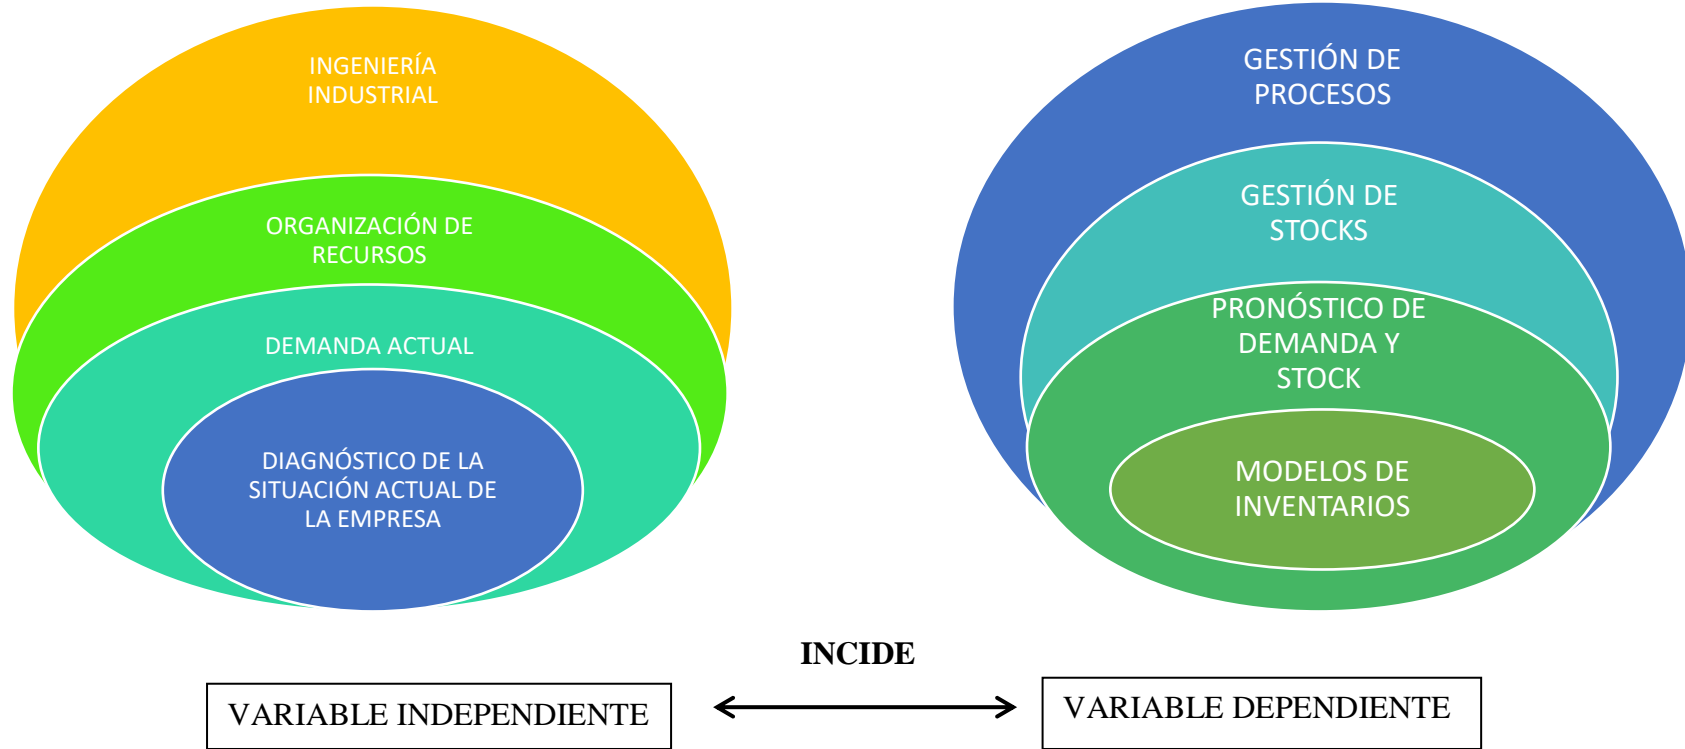 INGENIERÍA
INDUSTRIAL
ORGANIZACIÓN DE
RECURSOS
DEMANDA ACTUAL
DIAGNÓSTICO DE LA
SITUACIÓN ACTUAL DE
LA EMPRESA
GESTIÓN DE
PROCESOS
GESTIÓN DE
STOCKS
PRONÓSTICO DE
DEMANDA Y
STOCK
MODELOS DE
INVENTARIOS
INCIDE
VARIABLE INDEPENDIENTE
VARIABLE DEPENDIENTE